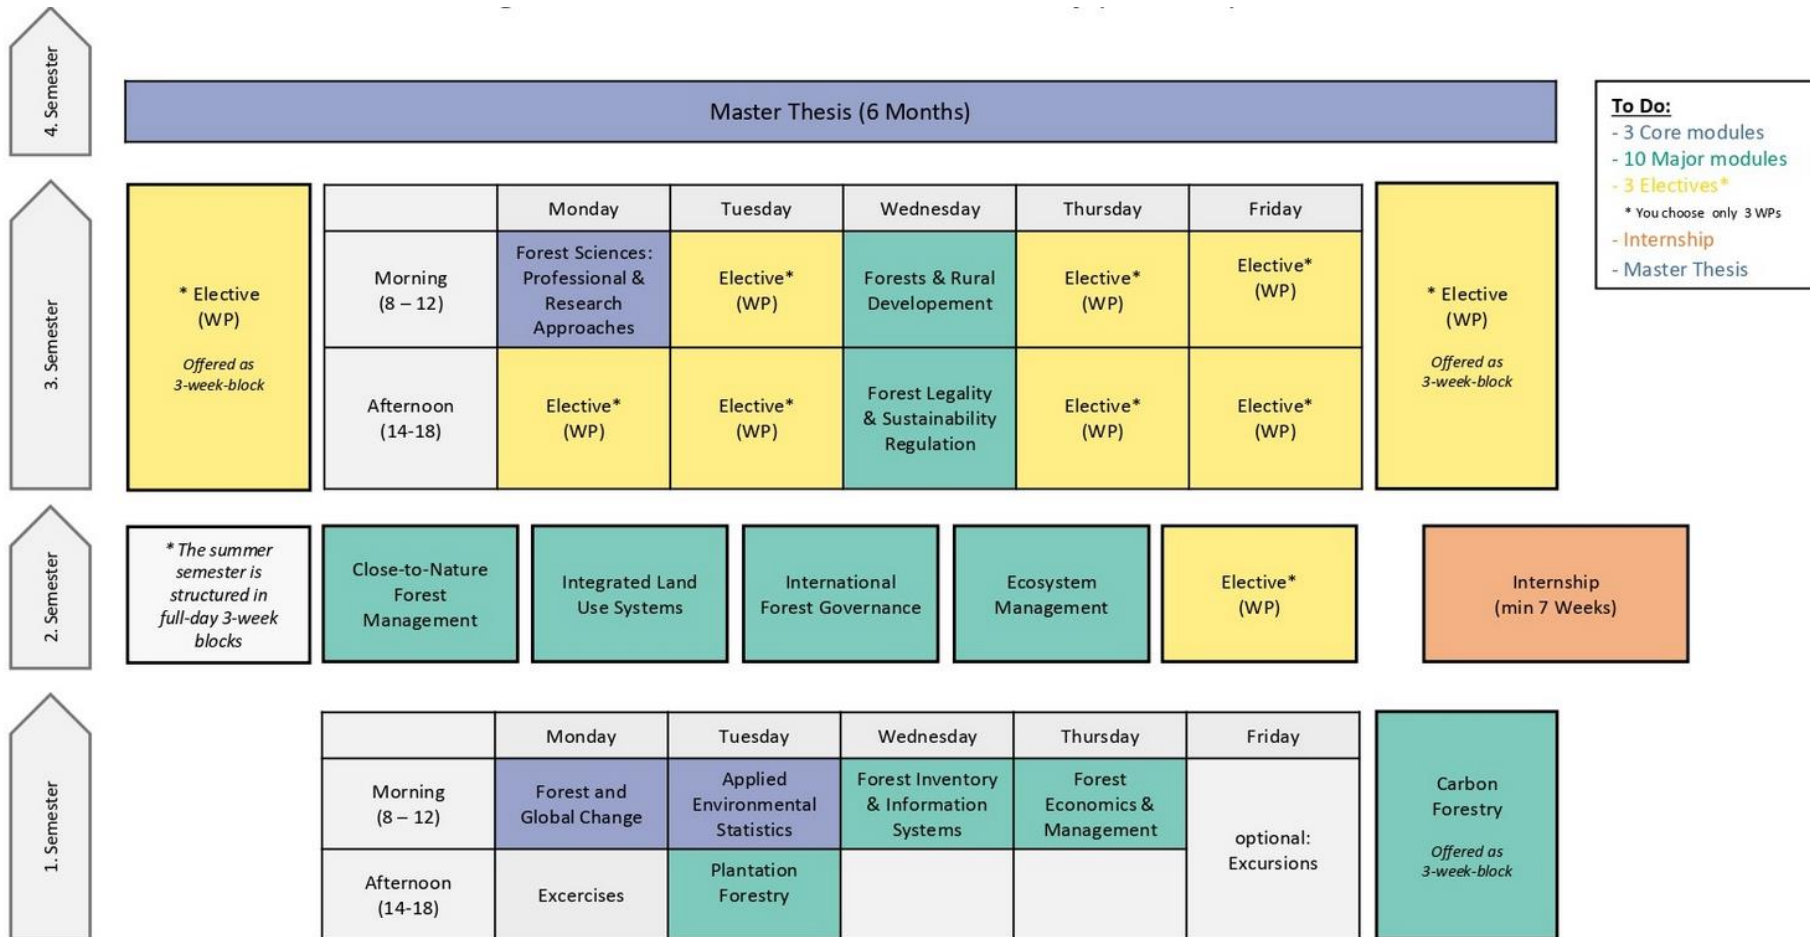 4. Semester
Master Thesis (6 Months)
To Do:
- 3 Core modules
- 10 Major modules
- 3 Electives*
* You choose only 3 WPs
- Internship
- Master Thesis
3. Semester
* Elective
(WP)
Offered as
3-week-block
Monday
Tuesday
Wednesday
Thursday
Friday
Morning
(8 – 12)
Forest Sciences:
Professional &
Research
Approaches
Elective*
(WP)
Forests & Rural
Developement
Elective*
(WP)
Elective*
(WP)
Afternoon
(14-18)
Elective*
(WP)
Elective*
(WP)
Forest Legality
& Sustainability
Regulation
Elective*
(WP)
Elective*
(WP)
* Elective
(WP)
Offered as
3-week-block
2. Semester
* The summer
semester is
structured in
full-day 3-week
blocks
Close-to-Nature
Forest
Management
Integrated Land
Use Systems
International
Forest Governance
Ecosystem
Management
Elective*
(WP)
Internship
(min 7 Weeks)
1. Semester
Monday
Tuesday
Wednesday
Thursday
Friday
Morning
(8 – 12)
Forest and
Global Change
Applied
Environmental
Statistics
Forest Inventory
& Information
Systems
Forest
Economics &
Management
optional:
Excursions
Afternoon
(14-18)
Excercises
Plantation
Forestry
Carbon
Forestry
Offered as
3-week-block